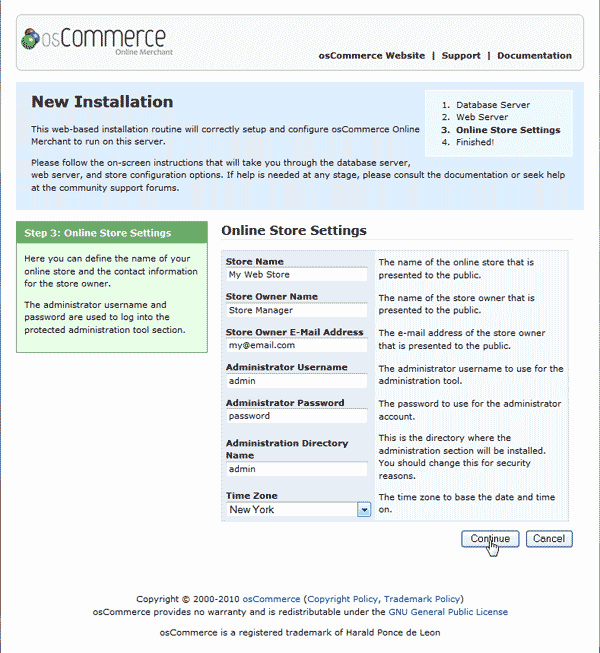 osCommerce
Online Merchant
osCommerce Website | Support | Documentation
New Installation
This web-based installation routine will correctly setup and configure osCommerce Online
Merchant to run on this server.
Please follow the on-screen instructions that will take you through the database server,
web server, and store configuration options. If help is needed at any stage, please consult the documentation or seek help
at the community support forums.
1. Database Server
2. Web Server
3. Online Store Settings
4. Finished!
Step 3: Online Store Settings
Here you can define the name of your
online store and the contact information
for the store owner.
The administrator username and
password are used to log into the
protected administration tool section.
Online Store Settings
Store Name
My Web Store
The name of the online store that is
presented to the public.
Store Owner Name
Store Manager
The name of the store owner that is
presented to the public.
Store Owner E-Mail Address
my@email.com
The e-mail address of the store owner
that is presented to the public.
Administrator Username
admin
The administrator username to use for the
administration tool.
Administrator Password
password
The password to use for the administrator
account.
Administration Directory
Name
admin
This is the directory where the
administration section will be installed.
You should change this for security
reasons.
Time Zone
New York
The time zone to base the date and time
on.
Continue Cancel
Copyright © 2000-2010 osCommerce (Copyright Policy, Trademark Policy)
osCommerce provides no warranty and is redistributable under the GNU General Public License
osCommerce is a registered trademark of Harald Ponce de Leon